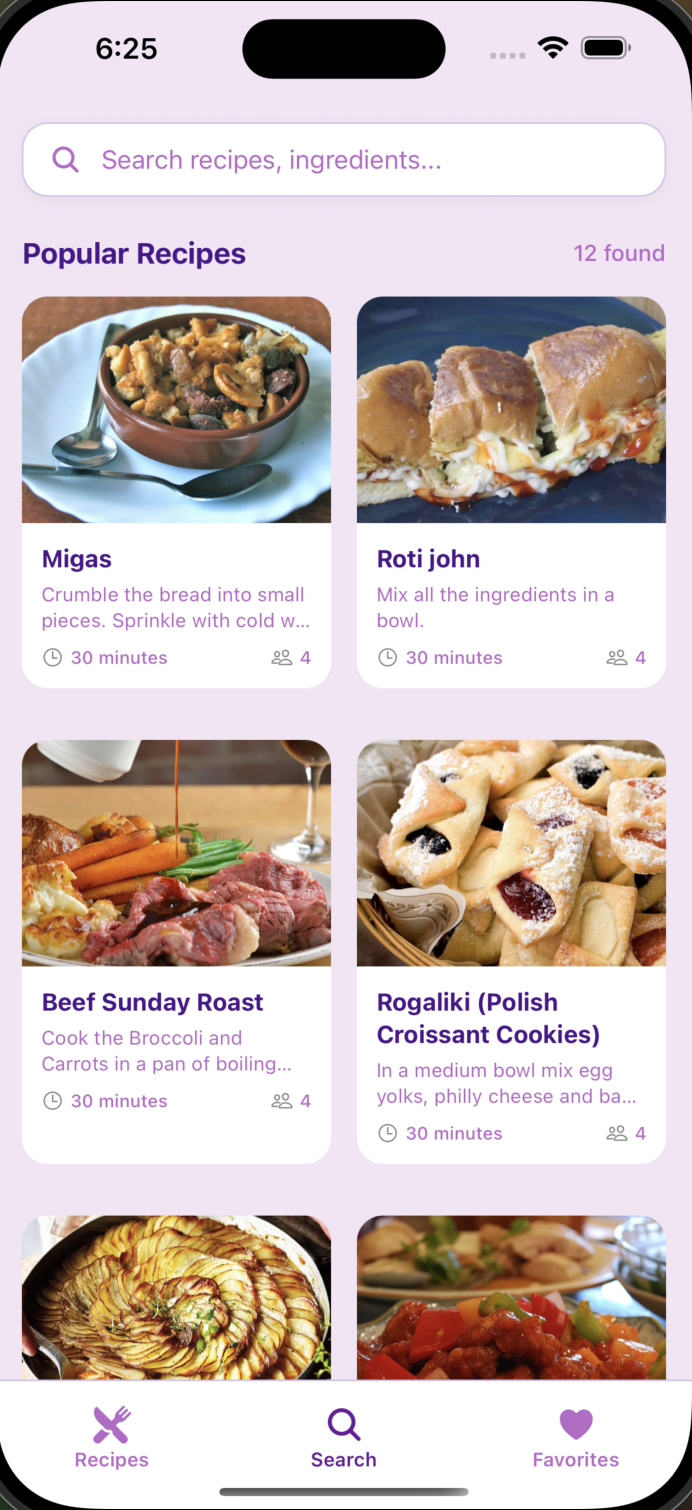 6:25
Search recipes, ingredients...
Popular Recipes
12 found
Migas
Crumble the bread into small
pieces. Sprinkle with cold w...
30 minutes
4
Roti john
Mix all the ingredients in a
bowl.
30 minutes
4
Beef Sunday Roast
Cook the Broccoli and
Carrots in a pan of boiling...
30 minutes
4
Rogaliki (Polish
Croissant Cookies)
In a medium bowl mix egg
yolks, philly cheese and ba...
30 minutes
4
Recipes
Search
Favorites